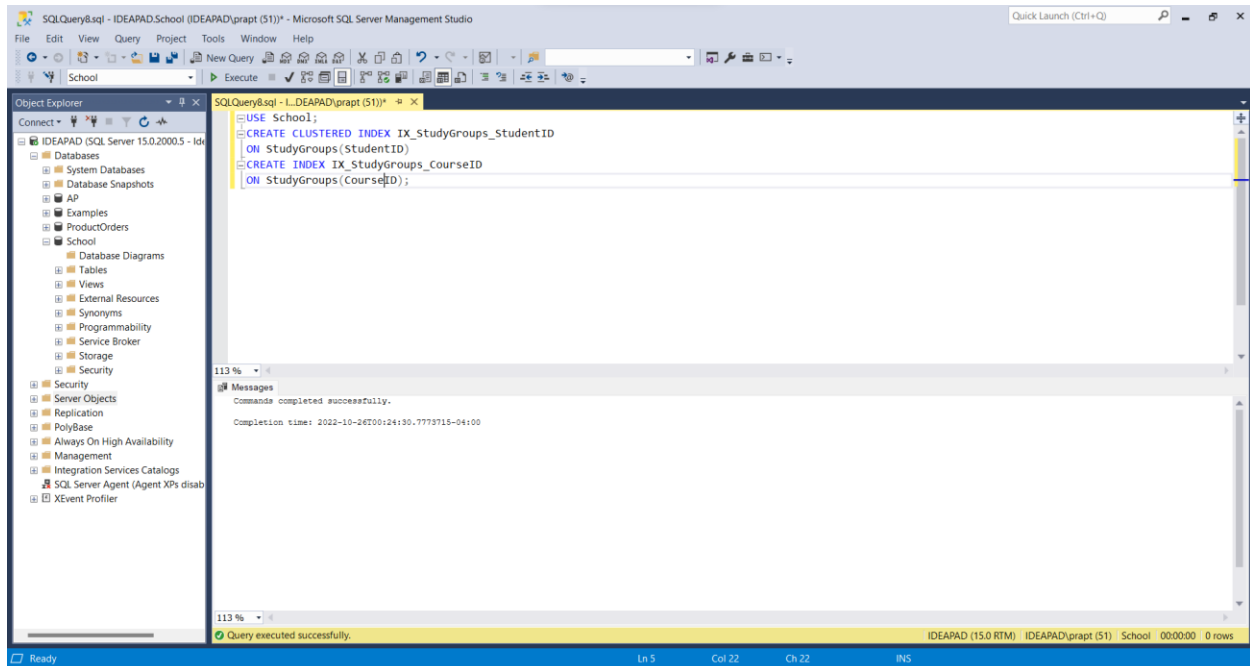 SQLQuery8.sql - IDEAPAD.School (IDEAPAD\prapt (51))* - Microsoft SQL Server Management Studio
Quick Launch (Ctrl+Q)
File Edit View Query Project Tools Window Help
New Query
School
Execute
Object Explorer
SQLQuery8.sql - I...DEAPAD\prapt (51))*
Connect
IDEAPAD (SQL Server 15.0.2000.5 - Ide
Databases
System Databases
Database Snapshots
AP
Examples
ProductOrders
School
Database Diagrams
Tables
Views
External Resources
Synonyms
Programmability
Service Broker
Storage
Security
Security
Server Objects
Replication
PolyBase
Always On High Availability
Management
Integration Services Catalogs
SQL Server Agent (Agent XPs disab
XEvent Profiler
USE School;
CREATE CLUSTERED INDEX IX_StudyGroups_StudentID
ON StudyGroups(StudentID)
CREATE INDEX IX_StudyGroups_CourseID
ON StudyGroups(CourseID);
113 %
Messages
Commands completed successfully.
Completion time: 2022-10-26T00:24:30.7773715-04:00
113 %
Query executed successfully.
IDEAPAD (15.0 RTM) IDEAPAD\prapt (51) School 00:00:00 0 rows
Ready Ln 5 Col 22 Ch 22 INS